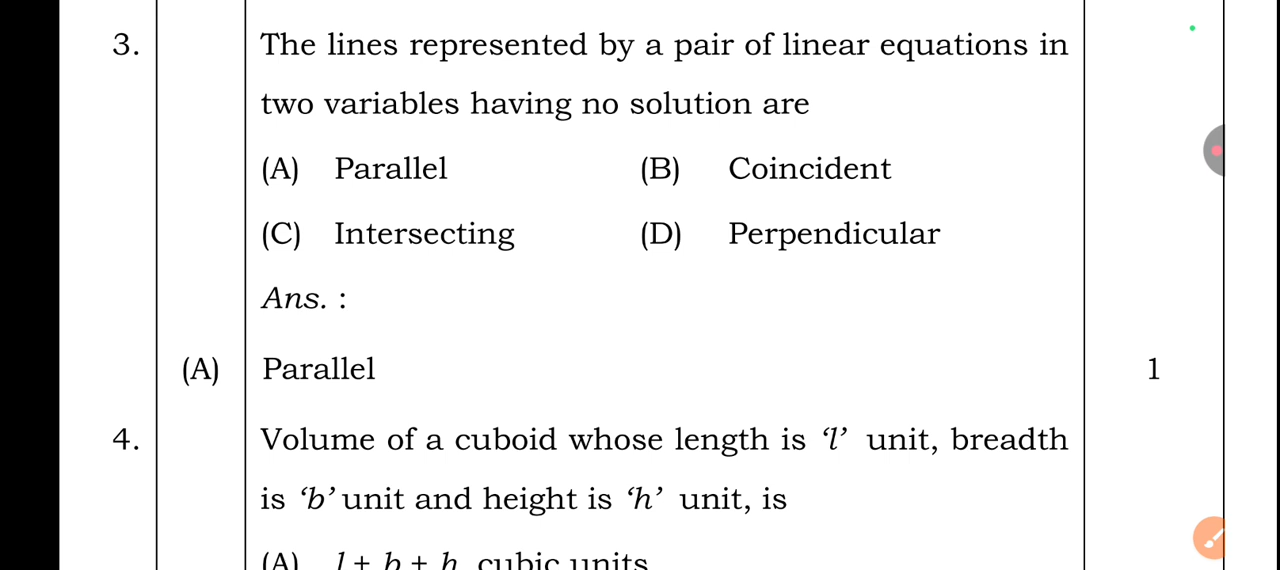 3. The lines represented by a pair of linear equations in
two variables having no solution are
(A) Parallel (B) Coincident
(C) Intersecting (D) Perpendicular
Ans. :
(A) Parallel 1
4. Volume of a cuboid whose length is ‘l’ unit, breadth
is ‘b’ unit and height is ‘h’ unit, is
(A) l + b + h cubic units